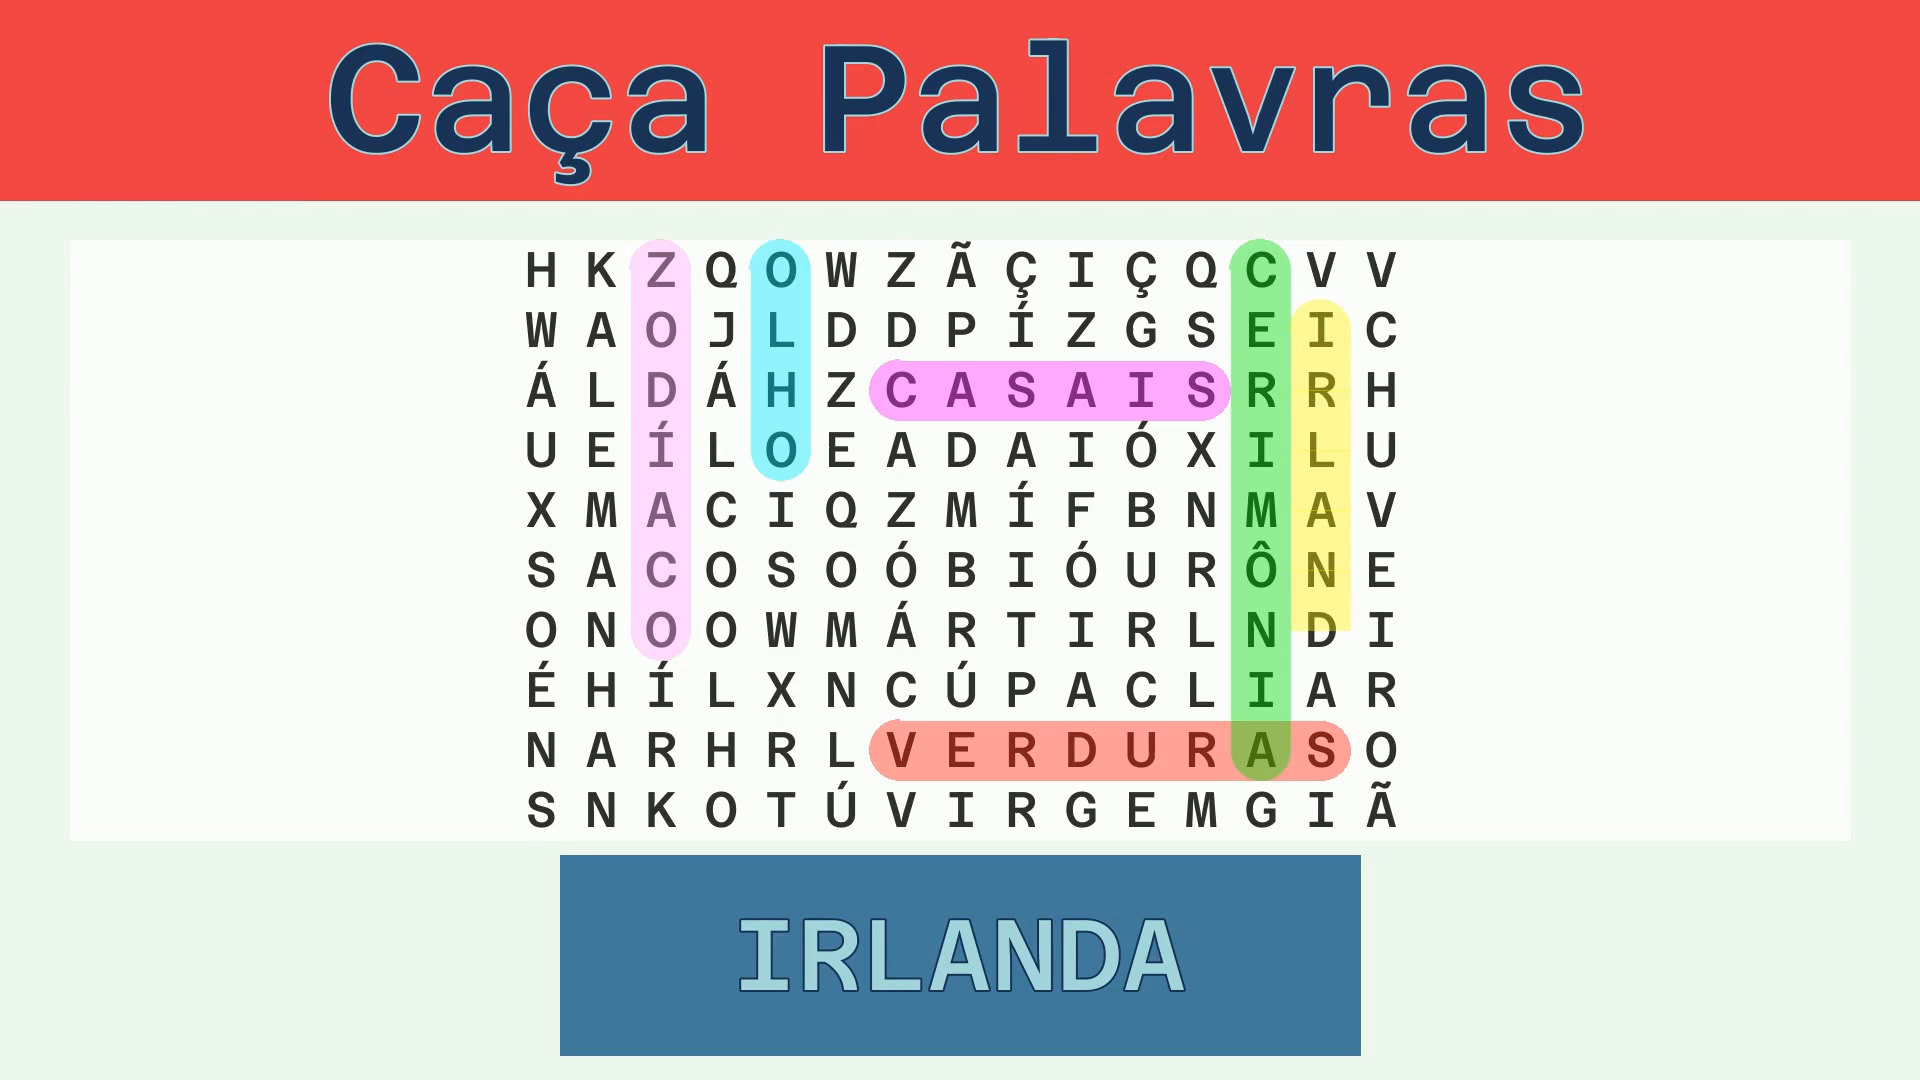 Caça Palavras
H K Z Q O W Z Ã Ç I Ç Q C V V
W A O J L D D P Í Z G S E I C
Á L D Á H Z C A S A I S R R H
U E Í L O E A D A I Ó X I L U
X M A C I Q Z M Í F B N M A V
S A C O S O Ó B I Ó U R Ô N E
O N O O W M Á R T I R L N D I
É H Í L X N C Ú P A C L I A R
N A R H R L V E R D U R A S O
S N K O T Ú V I R G E M G I Ã
IRLANDA